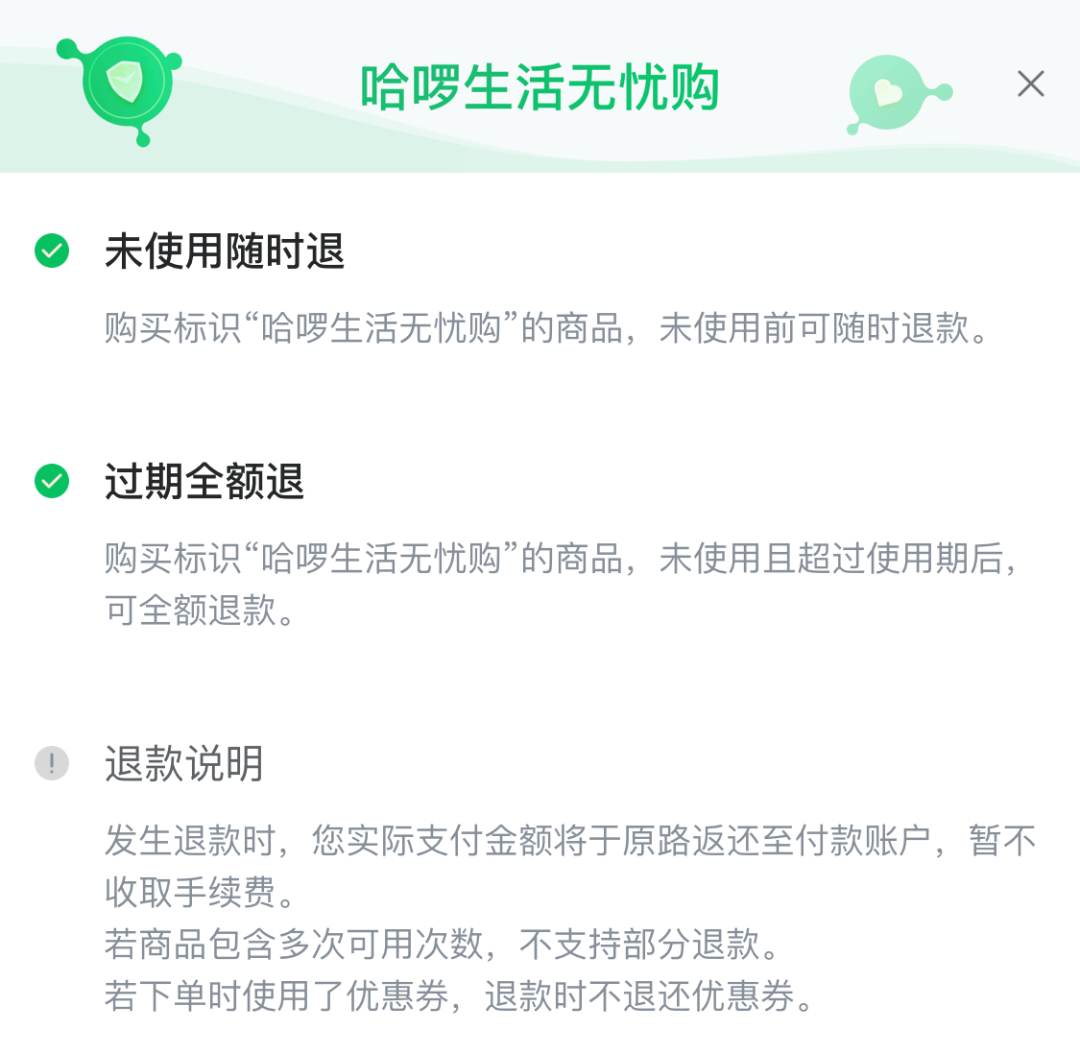 哈啰生活无忧购
未使用随时退
购买标识“哈啰生活无忧购”的商品，未使用前可随时退款。
过期全额退
购买标识“哈啰生活无忧购”的商品，未使用且超过使用期后，
可全额退款。
退款说明
发生退款时，您实际支付金额将于原路返还至付款账户，暂不
收取手续费。
若商品包含多次可用次数，不支持部分退款。
若下单时使用了优惠券，退款时不退还优惠券。